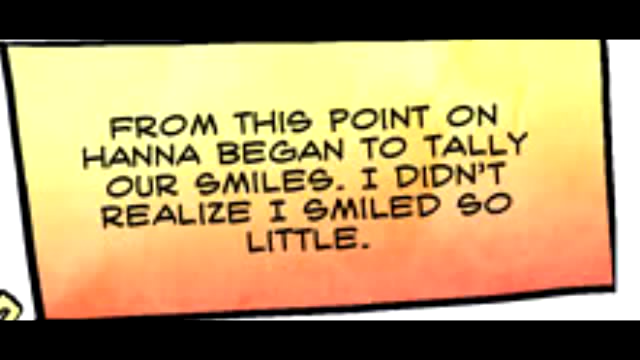 FROM THIS POINT ON
HANNA BEGAN TO TALLY
OUR SMILES. I DIDN'T
REALIZE I SMILED SO
LITTLE.